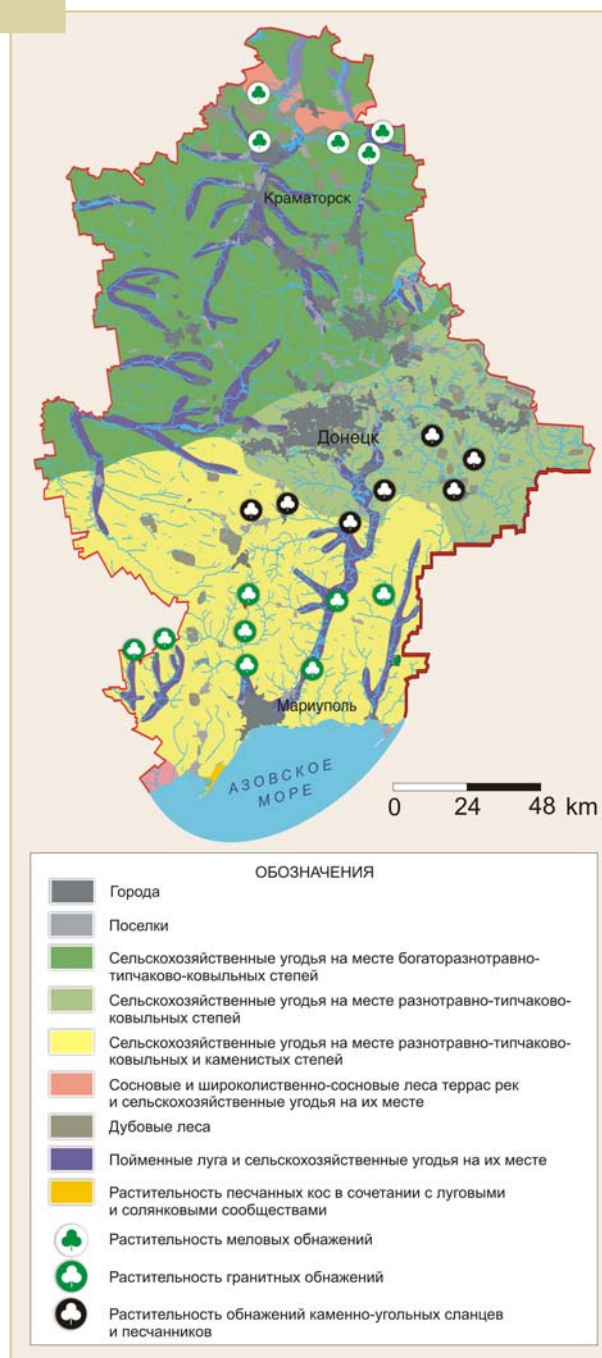 Краматорск
Донецк
Мариуполь
АЗОВСКОЕ
МОРЕ
0 24 48 km
ОБОЗНАЧЕНИЯ
Города
Поселки
Сельскохозяйственные угодья на месте богаторазнотравно-
типчаково-ковыльных степей
Сельскохозяйственные угодья на месте разнотравно-типчаково-
ковыльных степей
Сельскохозяйственные угодья на месте разнотравно-типчаково-
ковыльных и каменистых степей
Сосновые и широколиственно-сосновые леса террас рек
и сельскохозяйственные угодья на их месте
Дубовые леса
Пойменные луга и сельскохозяйственные угодья на их месте
Растительность песчанных кос в сочетании с луговыми
и солянковыми сообществами
Растительность меловых обнажений
Растительность гранитных обнажений
Растительность обнажений каменно-угольных сланцев
и песчанников